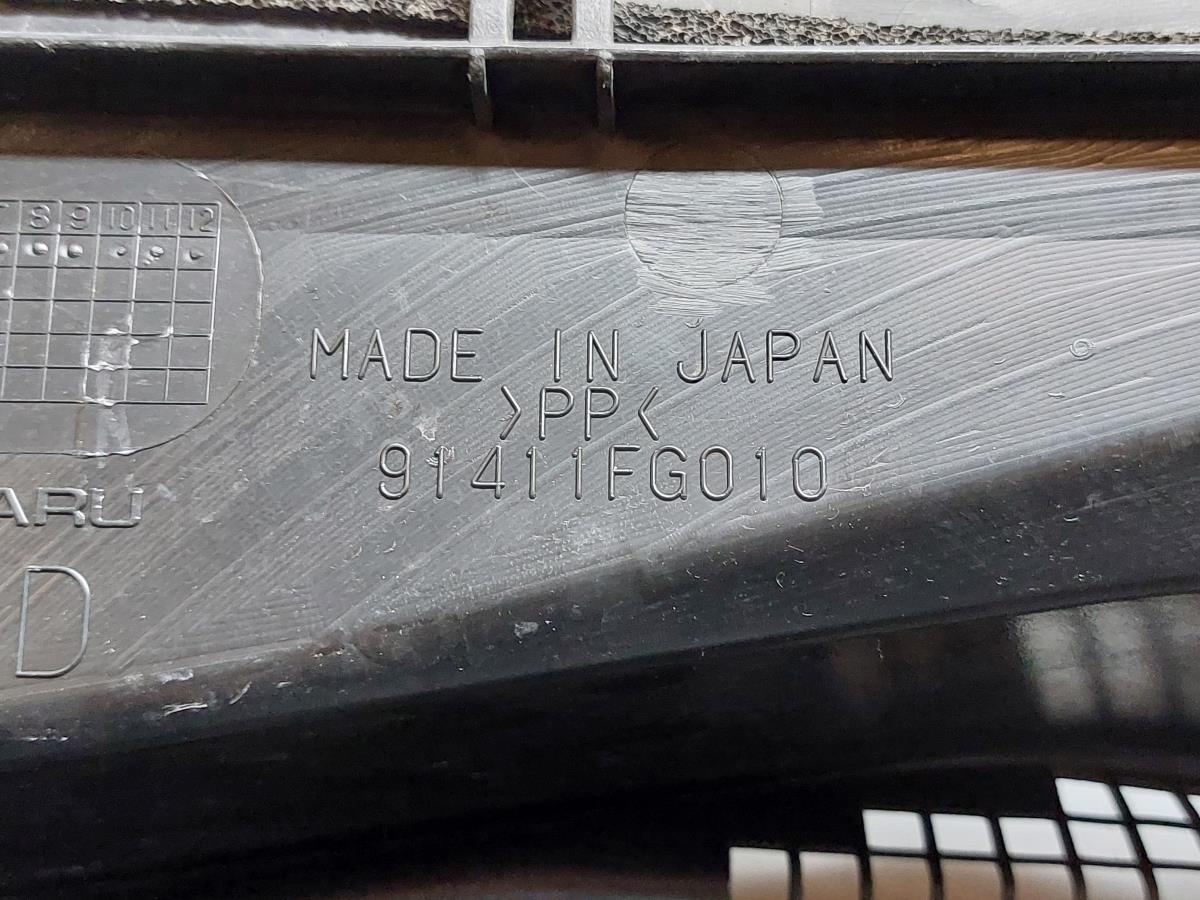 7 8 9 10 11 12
MADE IN JAPAN
>PP<
91411FG010
ARU
D